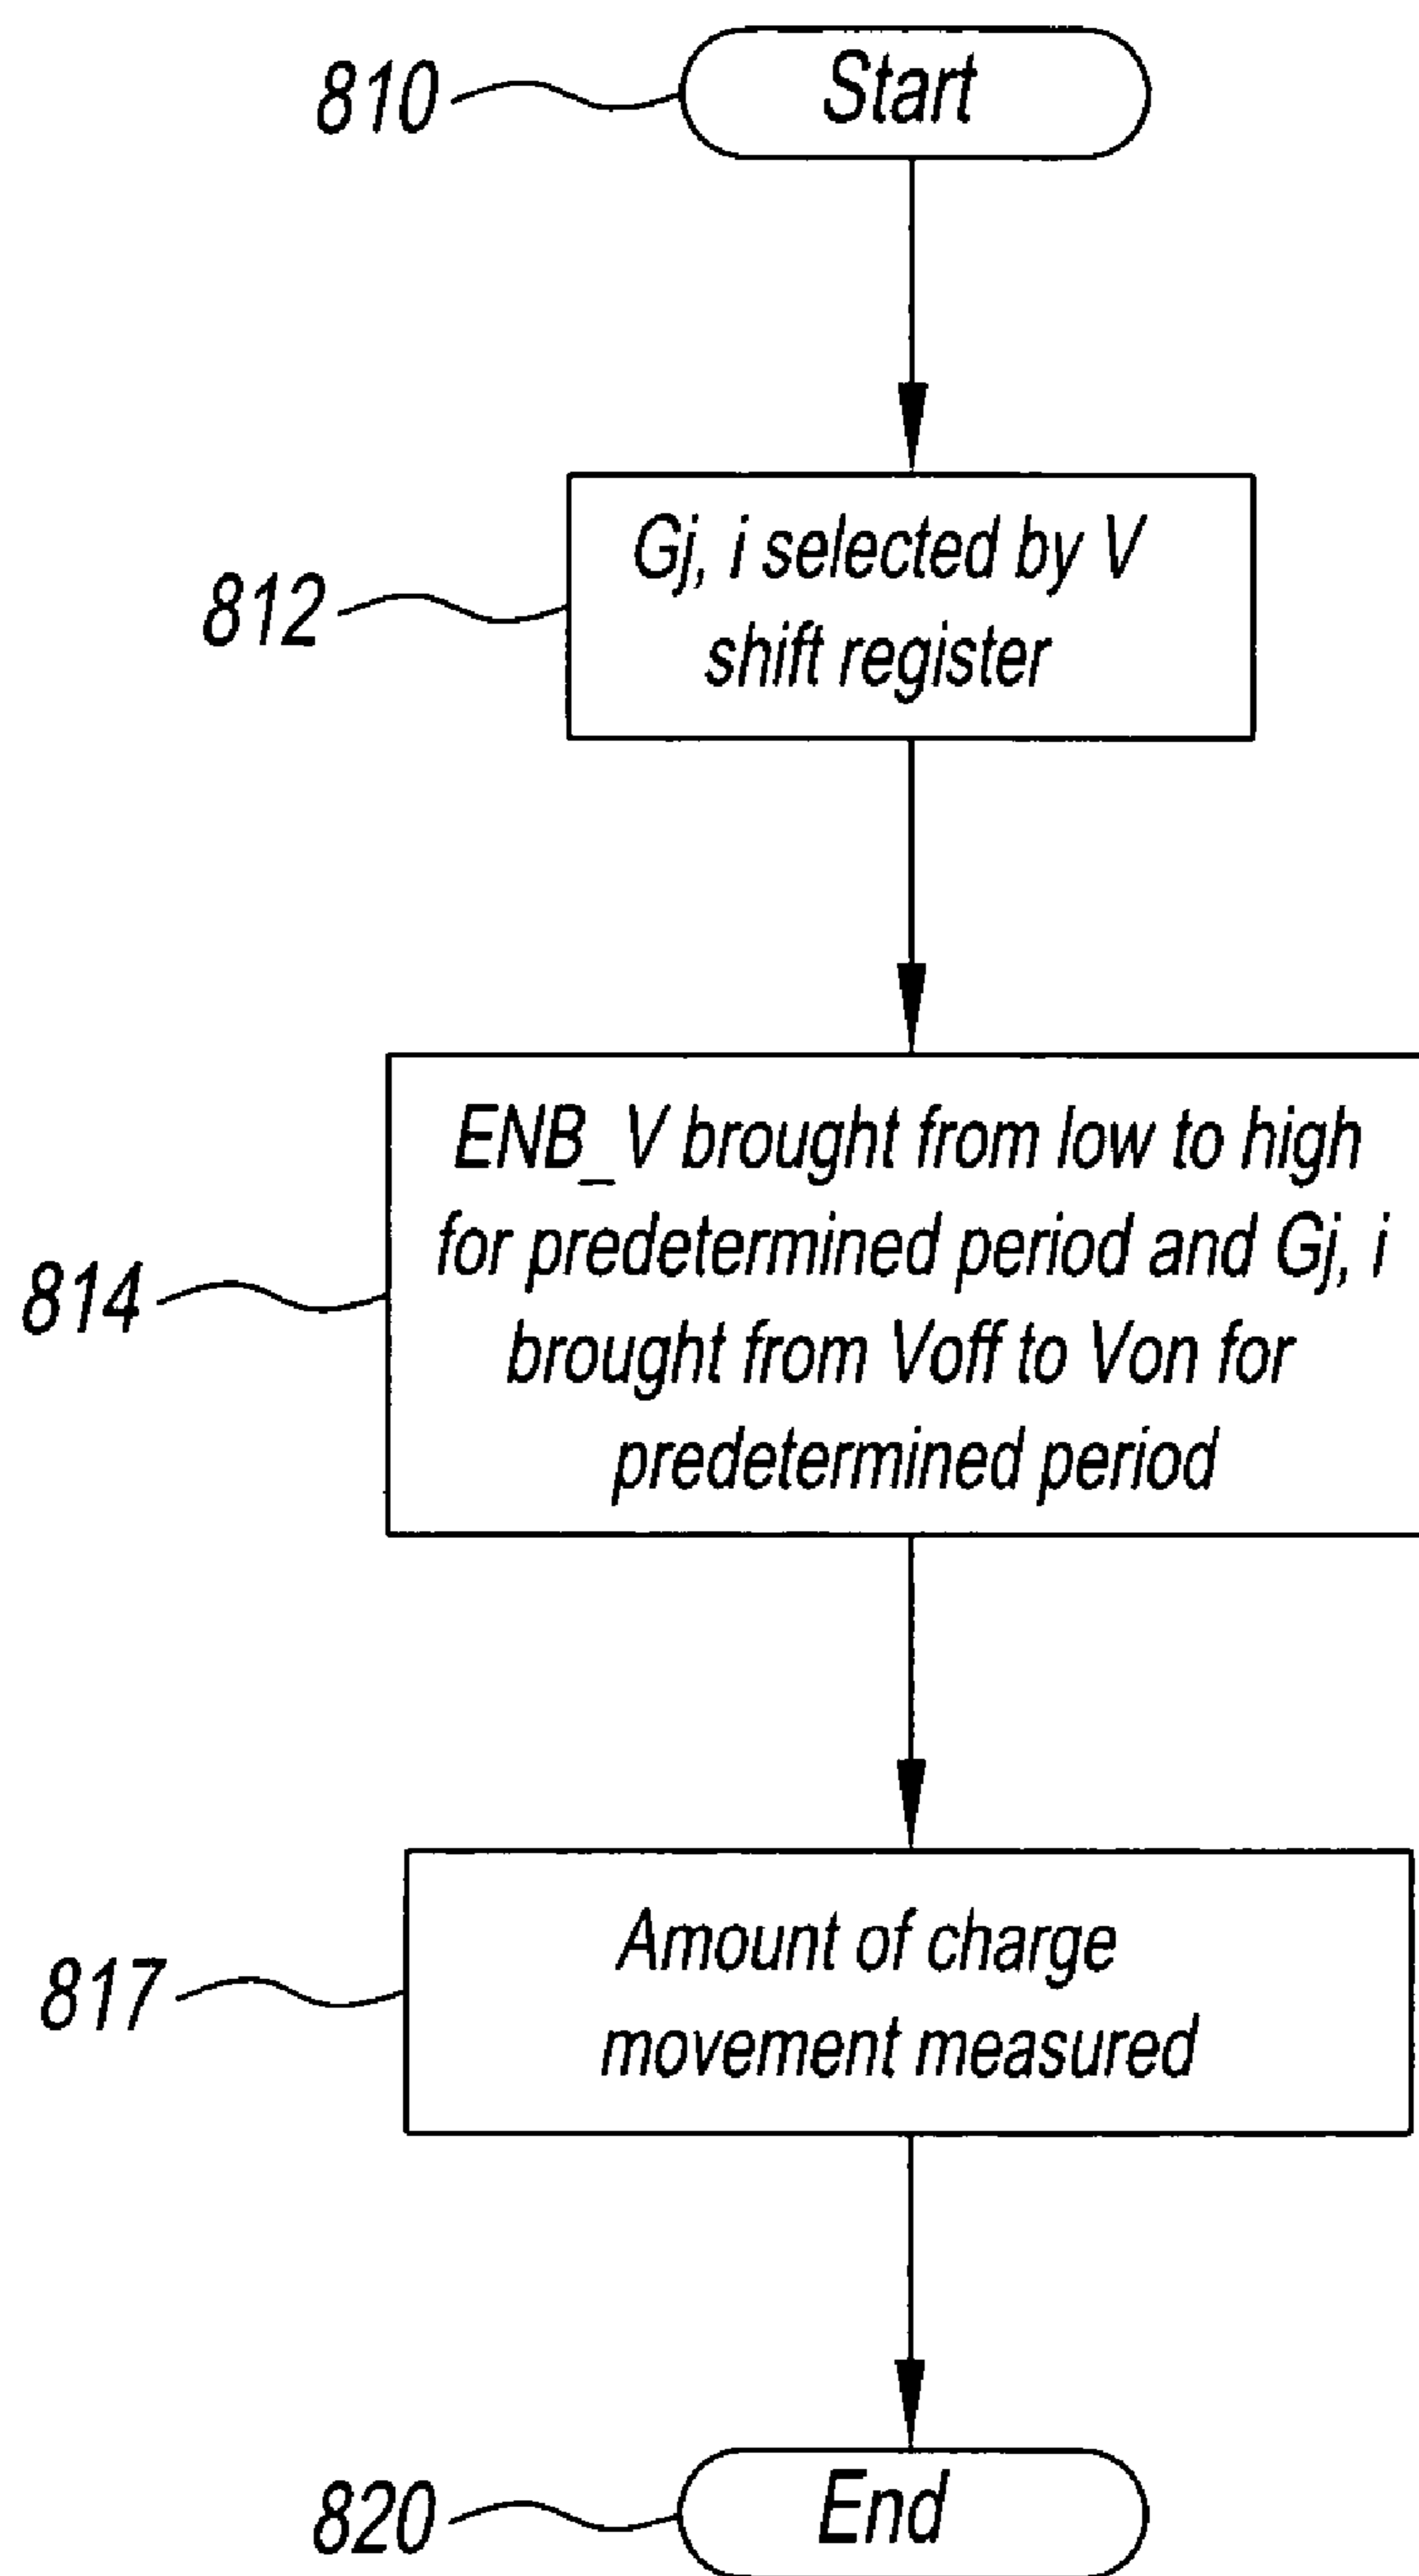 810
Start
812
Gj, i selected by V
shift register
814
ENB_V brought from low to high
for predetermined period and Gj, i
brought from Voff to Von for
predetermined period
817
Amount of charge
movement measured
820
End